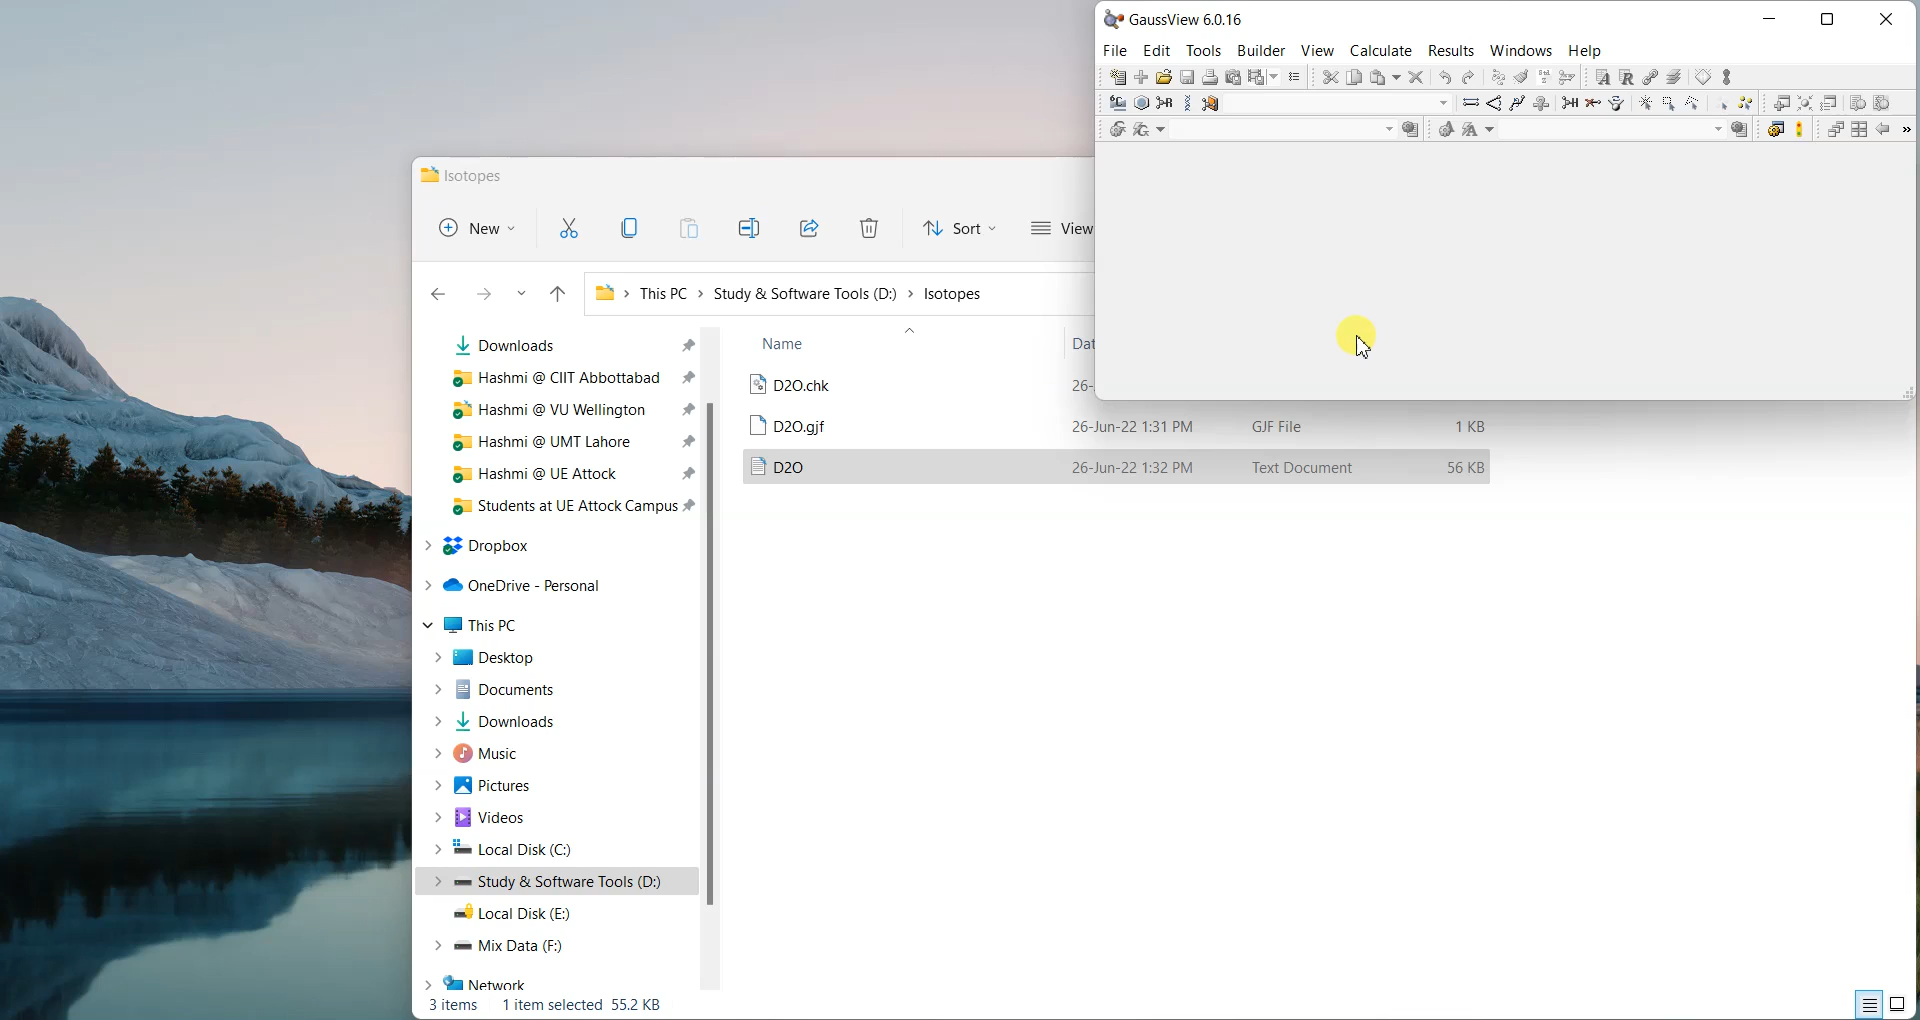 GaussView 6.0.16
File Edit Tools Builder View Calculate Results Windows Help
Isotopes
New
Sort
View
This PC > Study & Software Tools (D:) > Isotopes
Name
Dat
D2O.chk 26-
D2O.gjf 26-Jun-22 1:31 PM GJF File 1 KB
D2O 26-Jun-22 1:32 PM Text Document 56 KB
Downloads
Hashmi @ CIIT Abbottabad
Hashmi @ VU Wellington
Hashmi @ UMT Lahore
Hashmi @ UE Attock
Students at UE Attock Campus
Dropbox
OneDrive - Personal
This PC
Desktop
Documents
Downloads
Music
Pictures
Videos
Local Disk (C:)
Study & Software Tools (D:)
Local Disk (E:)
Mix Data (F:)
Network
3 items 1 item selected 55.2 KB